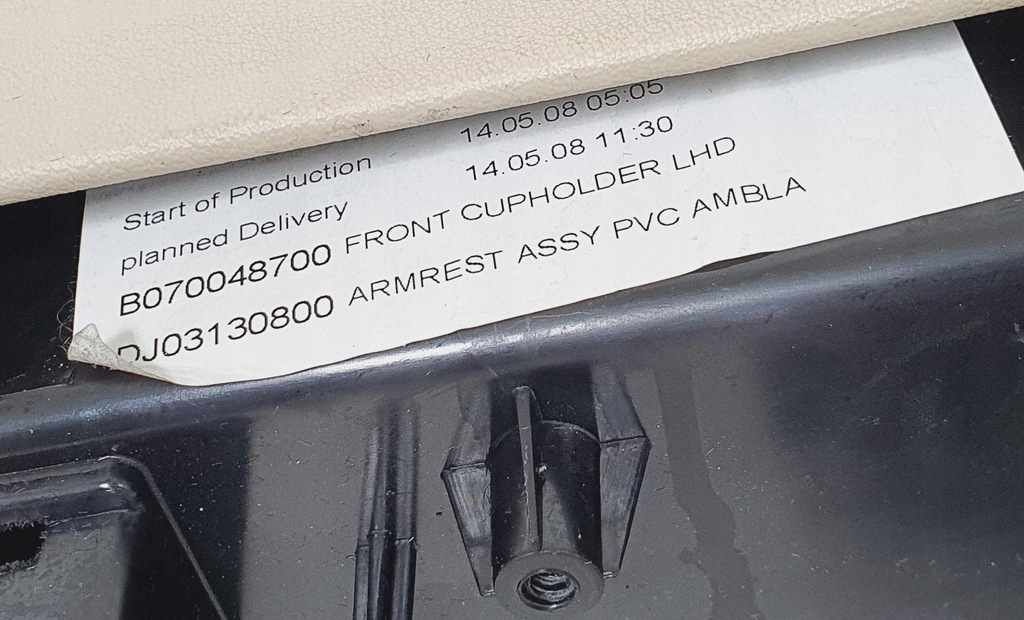 14.05.08 05:05
Start of Production 14.05.08 11:30
planned Delivery
B070048700 FRONT CUPHOLDER LHD
DJ03130800 ARMREST ASSY PVC AMBLA